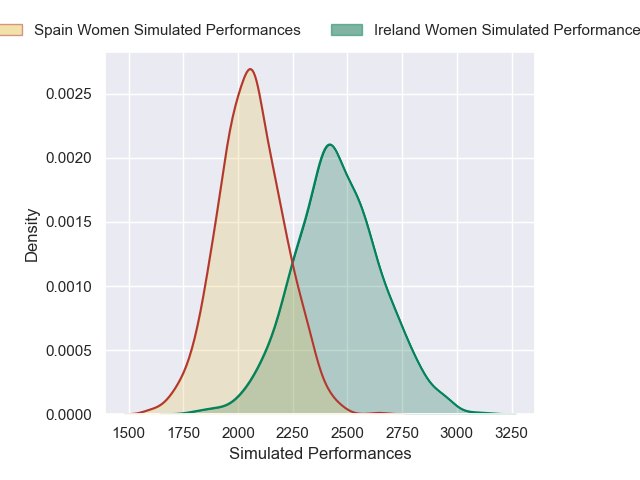 Spain Women Simulated Performances
Ireland Women Simulated Performance
0.0025
0.0020
0.0015
0.0010
0.0005
0.0000
Density
1500 1750 2000 2250 2500 2750 3000 3250
Simulated Performances